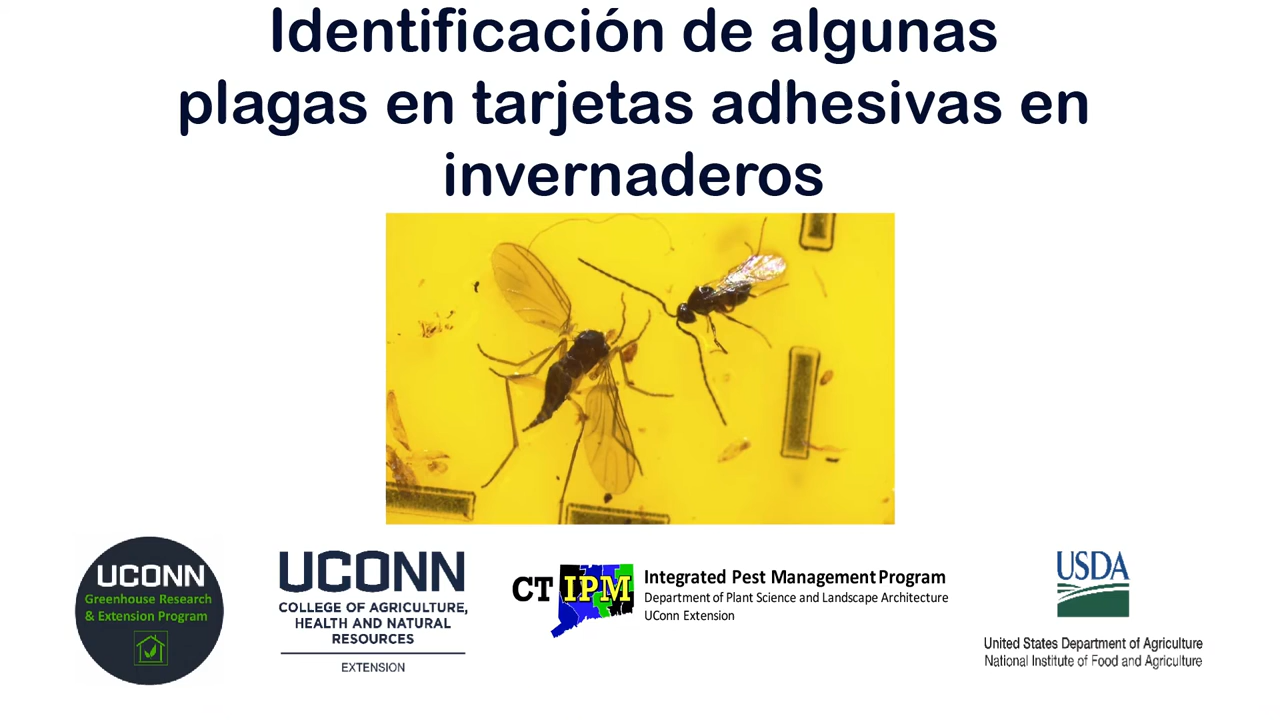 Identificación de algunas
plagas en tarjetas adhesivas en
invernaderos
UCONN
Greenhouse Research
& Extension Program
UCONN
COLLEGE OF AGRICULTURE,
HEALTH AND NATURAL
RESOURCES
EXTENSION
CT IPM
Integrated Pest Management Program
Department of Plant Science and Landscape Architecture
UConn Extension
USDA
United States Department of Agriculture
National Institute of Food and Agriculture